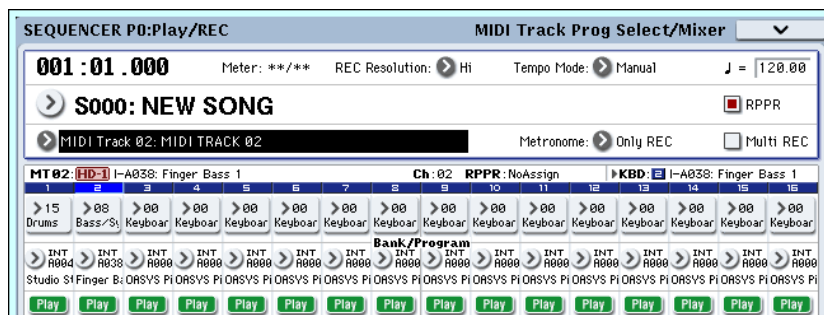 SEQUENCER P0:Play/REC MIDI Track Prog Select/Mixer
001:01.000 Meter: **/** REC Resolution: Hi Tempo Mode: Manual ♩ = 120.00
S000: NEW SONG RPPR
MIDI Track 02: MIDI TRACK 02 Metronome: Only REC Multi REC
MT02: HD-1 I-A038: Finger Bass 1 Ch:02 RPPR:NoAssign KBD: 2 I-A038: Finger Bass 1
1 2 3 4 5 6 7 8 9 10 11 12 13 14 15 16
15 08 00 00 00 00 00 00 00 00 00 00 00 00 00 00
Drums Bass/Sy Keyboar Keyboar Keyboar Keyboar Keyboar Keyboar Keyboar Keyboar Keyboar Keyboar Keyboar Keyboar Keyboar Keyboar
Bank/Program
INT INT INT INT INT INT INT INT INT INT INT INT INT INT INT INT
A004 A038 A000 A000 A000 A000 A000 A000 A000 A000 A000 A000 A000 A000 A000 A000
Studio St Finger Ba OASYS Pi OASYS Pi OASYS Pi OASYS Pi OASYS Pi OASYS Pi OASYS Pi OASYS Pi OASYS Pi OASYS Pi OASYS Pi OASYS Pi OASYS Pi OASYS Pi
Play Play Play Play Play Play Play Play Play Play Play Play Play Play Play Play